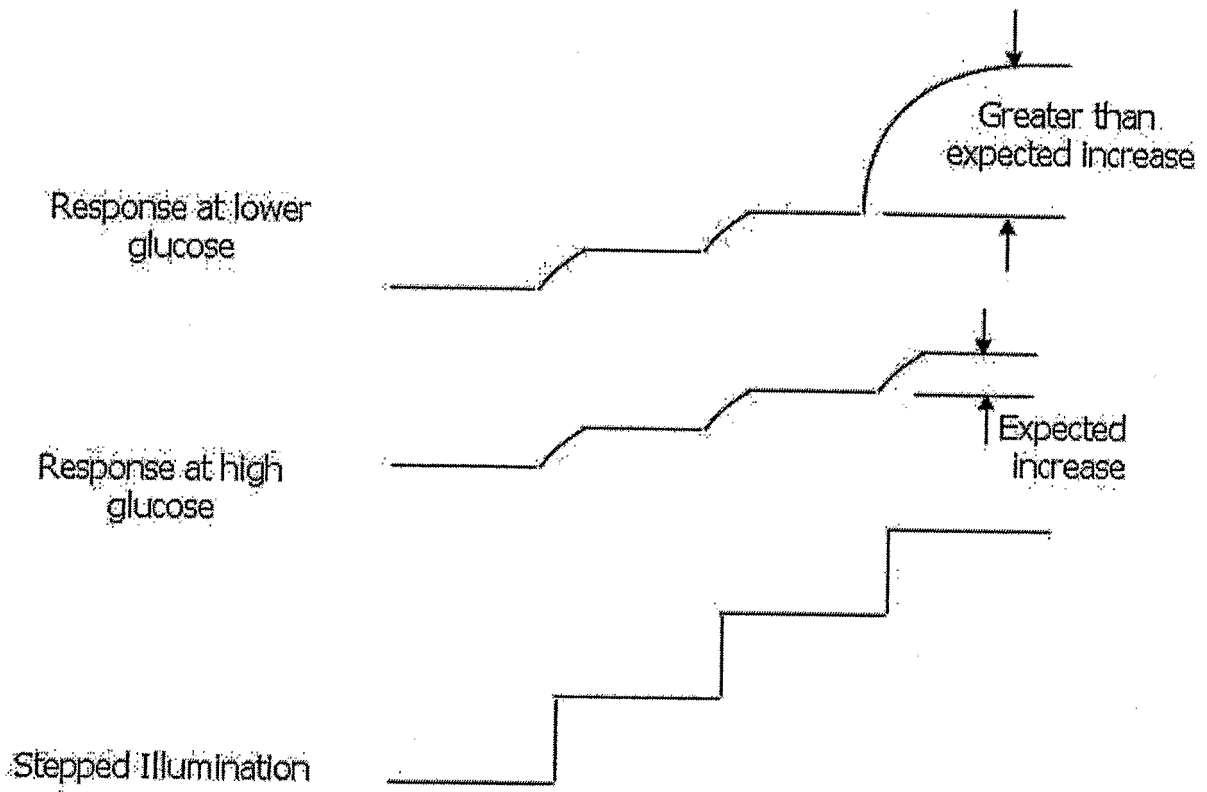 Greater than
expected increase
Response at lower
glucose
Expected
increase
Response at high
glucose
Stepped Illumination